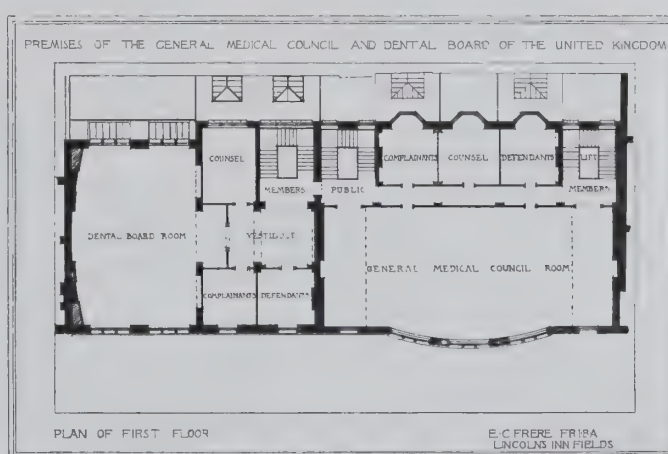 PREMISES OF THE GENERAL MEDICAL COUNCIL AND DENTAL BOARD OF THE UNITED KINGDOM
COUNSEL
MEMBERS
PUBLIC
COMPLAINANTS
COUNSEL
DEFENDANTS
LIFT
MEMBERS
DENTAL BOARD ROOM
VESTIBULE
GENERAL MEDICAL COUNCIL ROOM
COMPLAINANTS
DEFENDANTS
PLAN OF FIRST FLOOR
E·C FRERE FRIBA
LINCOLNS INN FIELDS